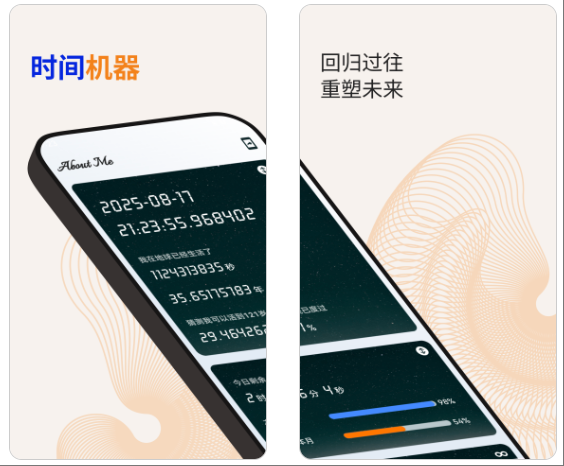 时间机器
About Me
2025-08-17
21:23:55.968402
我在地球已经生活了
1124313835 秒
35.65175783 年
猜测我可以活到121岁
29.464262
今日剩余
2 时
回归过往
重塑未来
已度过
1 %
6 分 4 秒
98%
54%
年月